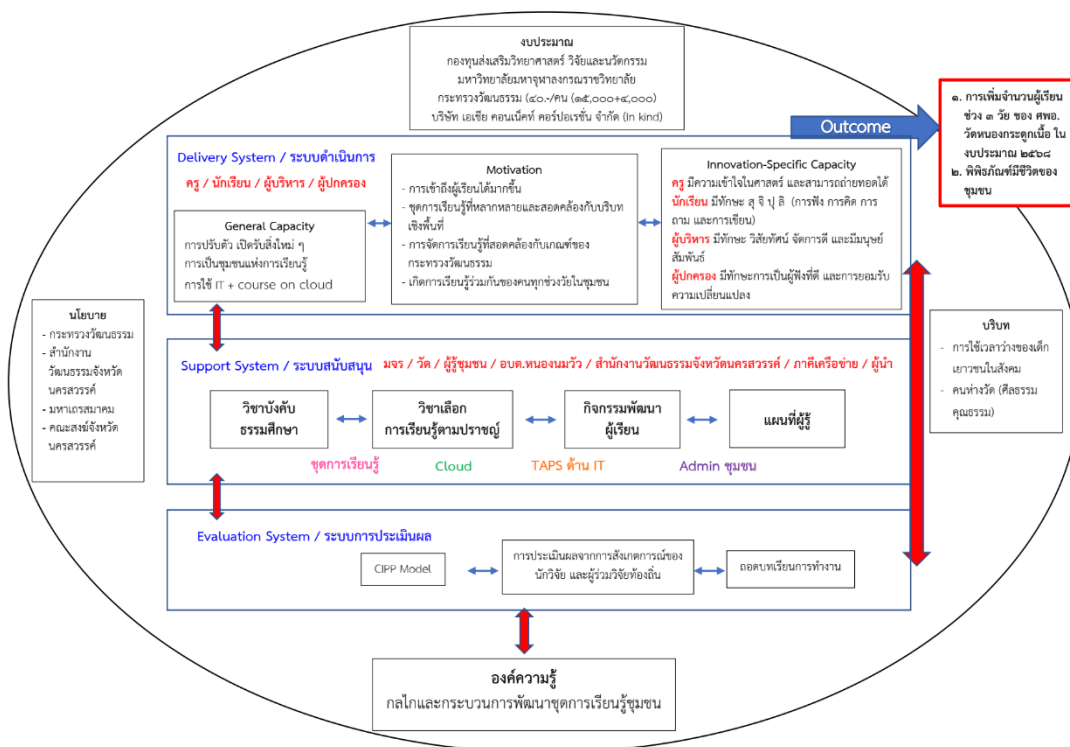 งบประมาณ
กองทุนส่งเสริมวิทยาศาสตร์ วิจัยและนวัตกรรม
มหาวิทยาลัยมหาจุฬาลงกรณราชวิทยาลัย
กระทรวงวัฒนธรรม (๔๐.-/คน (๑๕,๐๐๐+๔,๐๐๐)
บริษัท เอเชีย คอนเน็คท์ คอร์ปอเรชั่น จำกัด (In kind)
Outcome
๑. การเพิ่มจำนวนผู้เรียน
ช่วง ๓ วัย ของ ศพอ.
วัดหนองกระดูกเนื้อ ใน
งบประมาณ ๒๕๖๘
๒. พิพิธภัณฑ์มีชีวิตของ
ชุมชน
Delivery System / ระบบดำเนินการ
ครู / นักเรียน / ผู้บริหาร / ผู้ปกครอง
General Capacity
การปรับตัว เปิดรับสิ่งใหม่ ๆ
การเป็นชุมชนแห่งการเรียนรู้
การใช้ IT + course on cloud
Motivation
- การเข้าถึงผู้เรียนได้มากขึ้น
- ชุดการเรียนรู้ที่หลากหลายและสอดคล้องกับบริบท
เชิงพื้นที่
- การจัดการเรียนรู้ที่สอดคล้องกับเกณฑ์ของ
กระทรวงวัฒนธรรม
- เกิดการเรียนรู้ร่วมกันของคนทุกช่วงวัยในชุมชน
Innovation-Specific Capacity
ครู มีความเข้าใจในศาสตร์ และสามารถถ่ายทอดได้
นักเรียน มีทักษะ สุ จิ ปุ ลิ (การฟัง การคิด การ
ถาม และการเขียน)
ผู้บริหาร มีทักษะ วิสัยทัศน์ จัดการดี และมีมนุษย์
สัมพันธ์
ผู้ปกครอง มีทักษะการเป็นผู้ฟังที่ดี และการยอมรับ
ความเปลี่ยนแปลง
นโยบาย
- กระทรวงวัฒนธรรม
- สำนักงาน
วัฒนธรรมจังหวัด
นครสวรรค์
- มหาเถรสมาคม
- คณะสงฆ์จังหวัด
นครสวรรค์
บริบท
- การใช้เวลาว่างของเด็ก
เยาวชนในสังคม
- คนห่างวัด (ศีลธรรม
คุณธรรม)
Support System / ระบบสนับสนุน มจร / วัด / ผู้รู้ชุมชน / อบต.หนองนมวัว / สำนักงานวัฒนธรรมจังหวัดนครสวรรค์ / ภาคีเครือข่าย / ผู้นำ
วิชาบังคับ
ธรรมศึกษา
วิชาเลือก
การเรียนรู้ตามปราชญ์
กิจกรรมพัฒนา
ผู้เรียน
แผนที่ผู้รู้
ชุดการเรียนรู้ Cloud TAPS ด้าน IT Admin ชุมชน
Evaluation System / ระบบการประเมินผล
CIPP Model
การประเมินผลจากการสังเกตการณ์ของ
นักวิจัย และผู้ร่วมวิจัยท้องถิ่น
ถอดบทเรียนการทำงาน
องค์ความรู้
กลไกและกระบวนการพัฒนาชุดการเรียนรู้ชุมชน